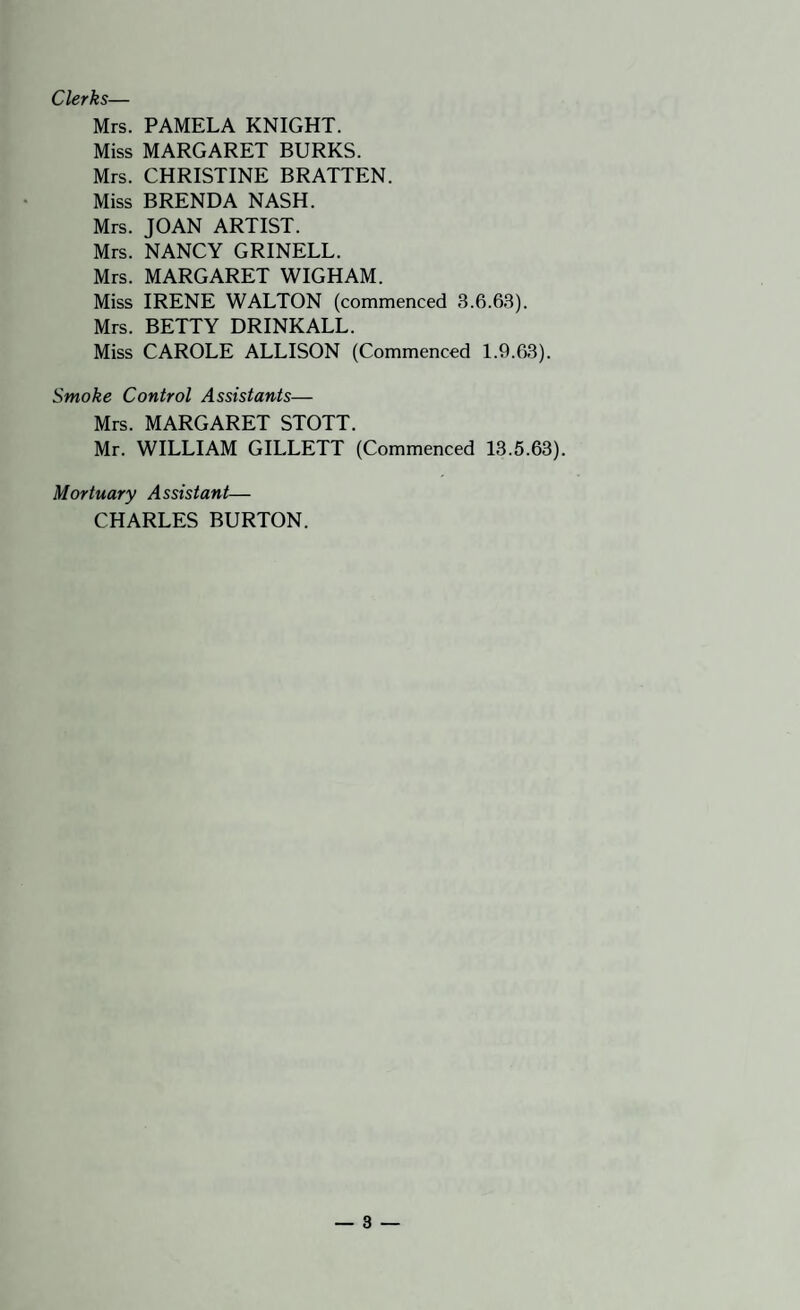 Clerks—
Mrs. PAMELA KNIGHT.
Miss MARGARET BURKS.
Mrs. CHRISTINE BRATTEN.
Miss BRENDA NASH.
Mrs. JOAN ARTIST.
Mrs. NANCY GRINELL.
Mrs. MARGARET WIGHAM.
Miss IRENE WALTON (commenced 3.6.63).
Mrs. BETTY DRINKALL.
Miss CAROLE ALLISON (Commenced 1.9.63).
Smoke Control Assistants—
Mrs. MARGARET STOTT.
Mr. WILLIAM GILLETT (Commenced 13.5.63).
Mortuary Assistant—
CHARLES BURTON.
— 3 —